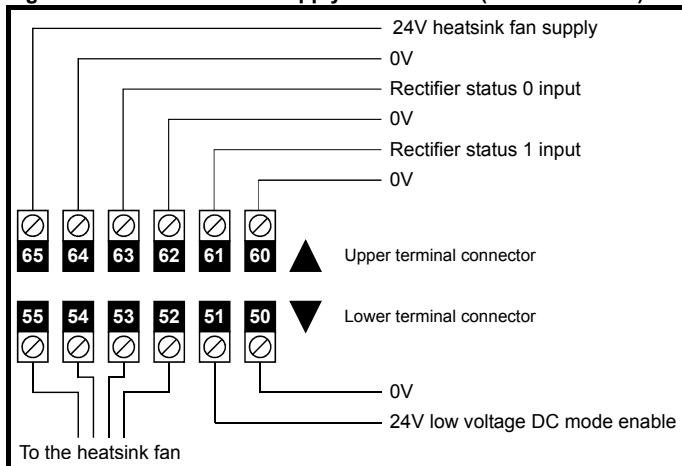 24V heatsink fan supply
0V
Rectifier status 0 input
0V
Rectifier status 1 input
0V
65 64 63 62 61 60 Upper terminal connector
55 54 53 52 51 50 Lower terminal connector
0V
24V low voltage DC mode enable
To the heatsink fan